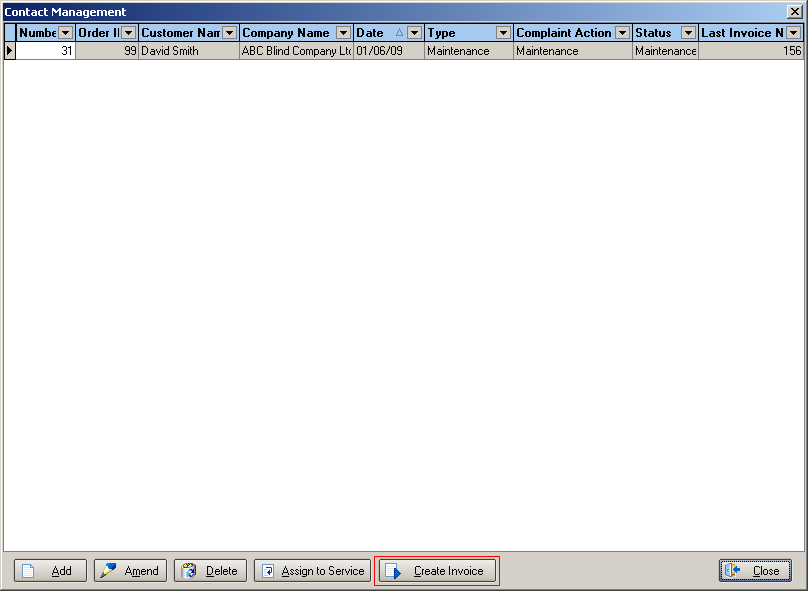 Contact Management
Numbe Order I Customer Nam Company Name Date Type Complaint Action Status Last Invoice N
31 99 David Smith ABC Blind Company Ltd 01/06/09 Maintenance Maintenance Maintenance 156
Add Amend Delete Assign to Service Create Invoice Close